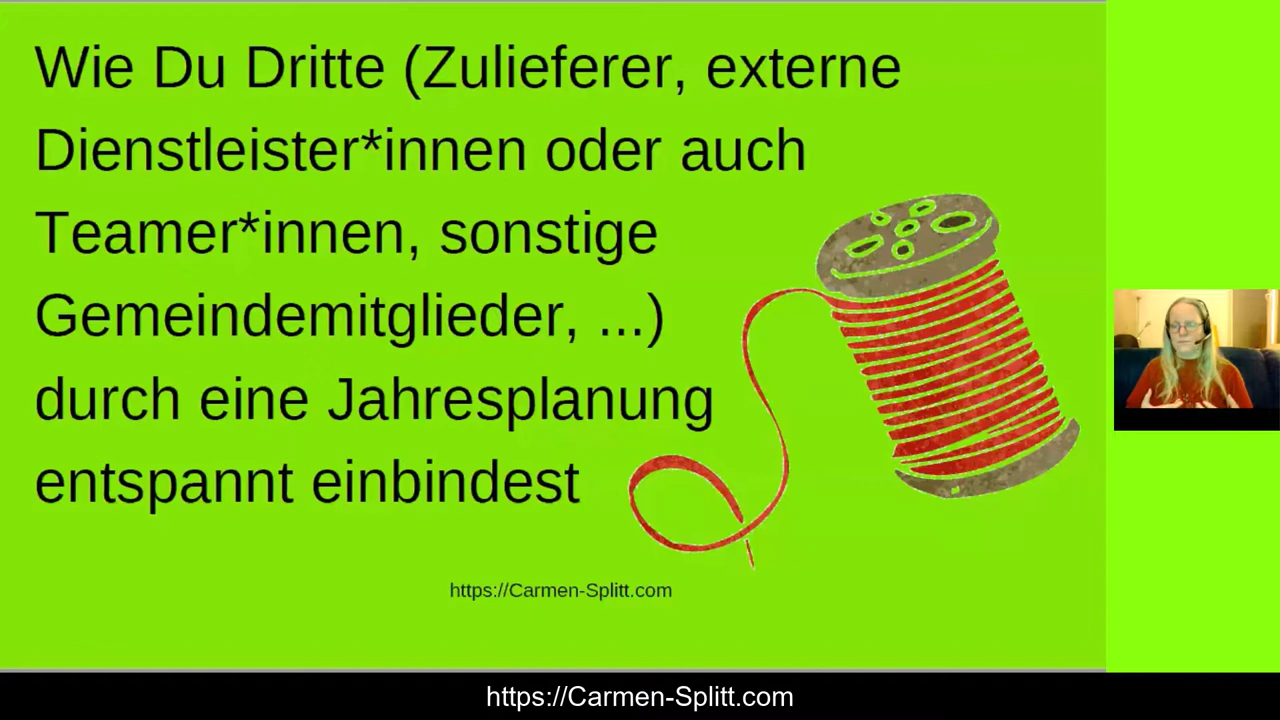 Wie Du Dritte (Zulieferer, externe
Dienstleister*innen oder auch
Teamer*innen, sonstige
Gemeindemitglieder, ...)
durch eine Jahresplanung
entspannt einbindest
https://Carmen-Splitt.com
https://Carmen-Splitt.com